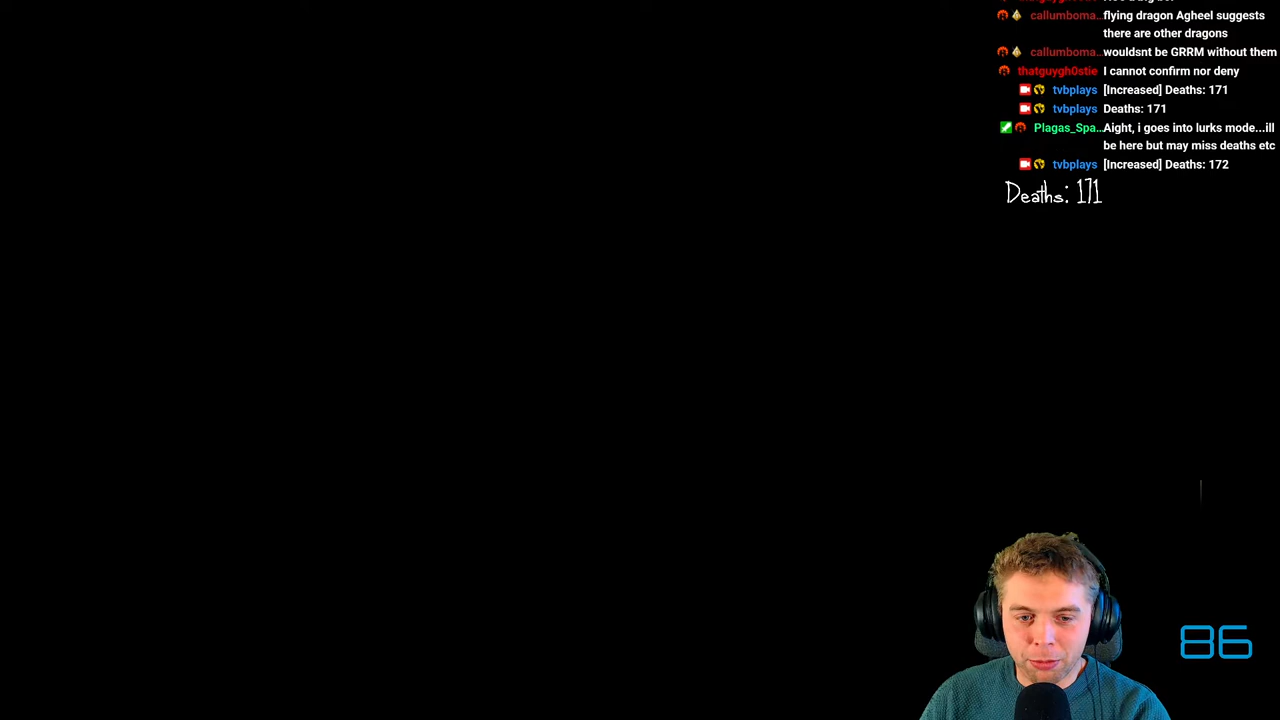 callumboma... flying dragon Agheel suggests
there are other dragons
callumboma... wouldsnt be GRRM without them
thatguygh0stie I cannot confirm nor deny
tvbplays [Increased] Deaths: 171
tvbplays Deaths: 171
Plagas_Spa... Aight, i goes into lurks mode...ill
be here but may miss deaths etc
tvbplays [Increased] Deaths: 172
Deaths: 171
86